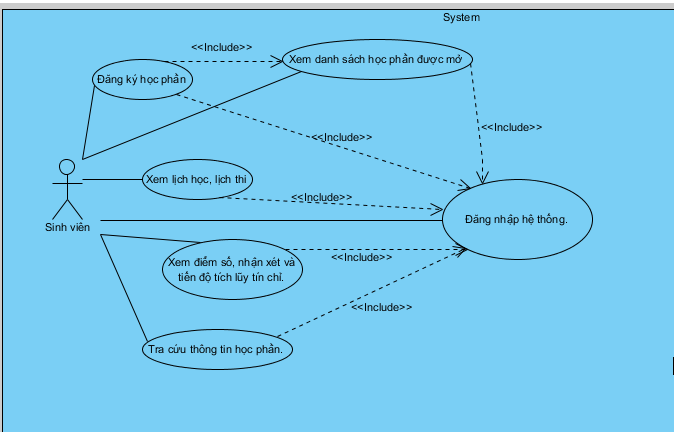 System
<<Include>>
Đăng ký học phần
Xem danh sách học phần được mở
<<Include>>
<<Include>>
Xem lịch học, lịch thi
<<Include>>
Sinh viên
Đăng nhập hệ thống.
Xem điểm số, nhận xét và
tiến độ tích lũy tín chỉ.
<<Include>>
<<Include>>
Tra cứu thông tin học phần.